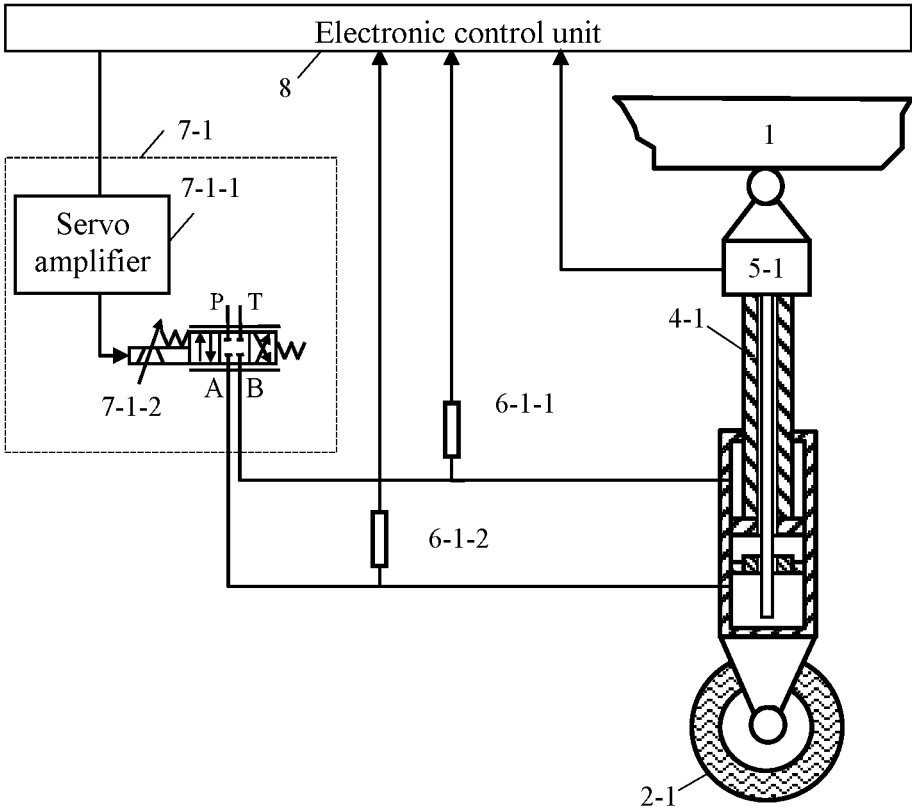 Electronic control unit
8
7-1
1
7-1-1
Servo
amplifier
5-1
P T
4-1
A B
7-1-2
6-1-1
6-1-2
2-1